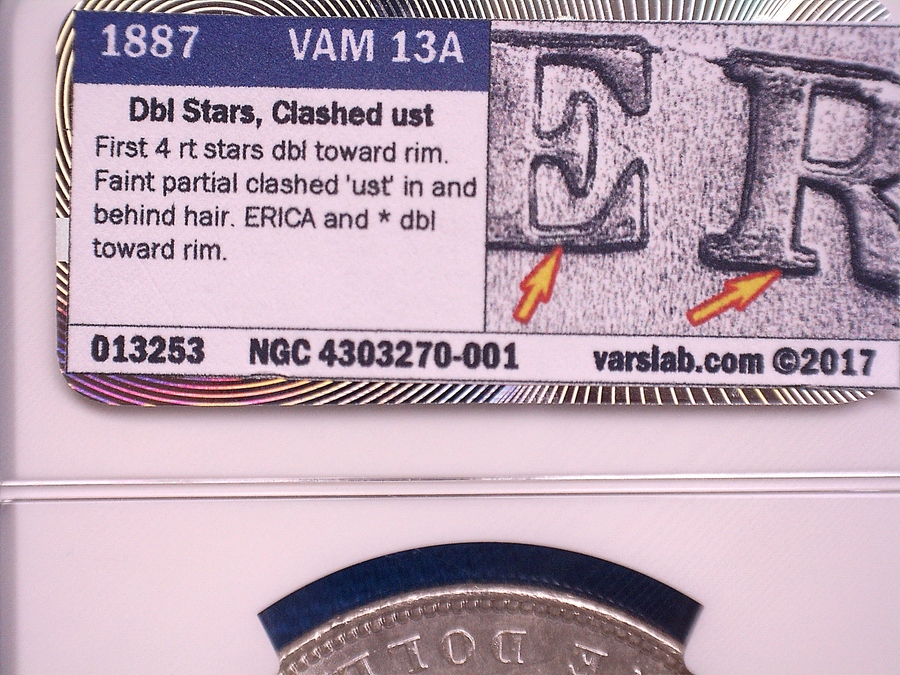 1887 VAM 13A
Dbl Stars, Clashed ust
First 4 rt stars dbl toward rim.
Faint partial clashed 'ust' in and
behind hair. ERICA and * dbl
toward rim.
E R
013253 NGC 4303270-001 varslab.com ©2017
E DOLL